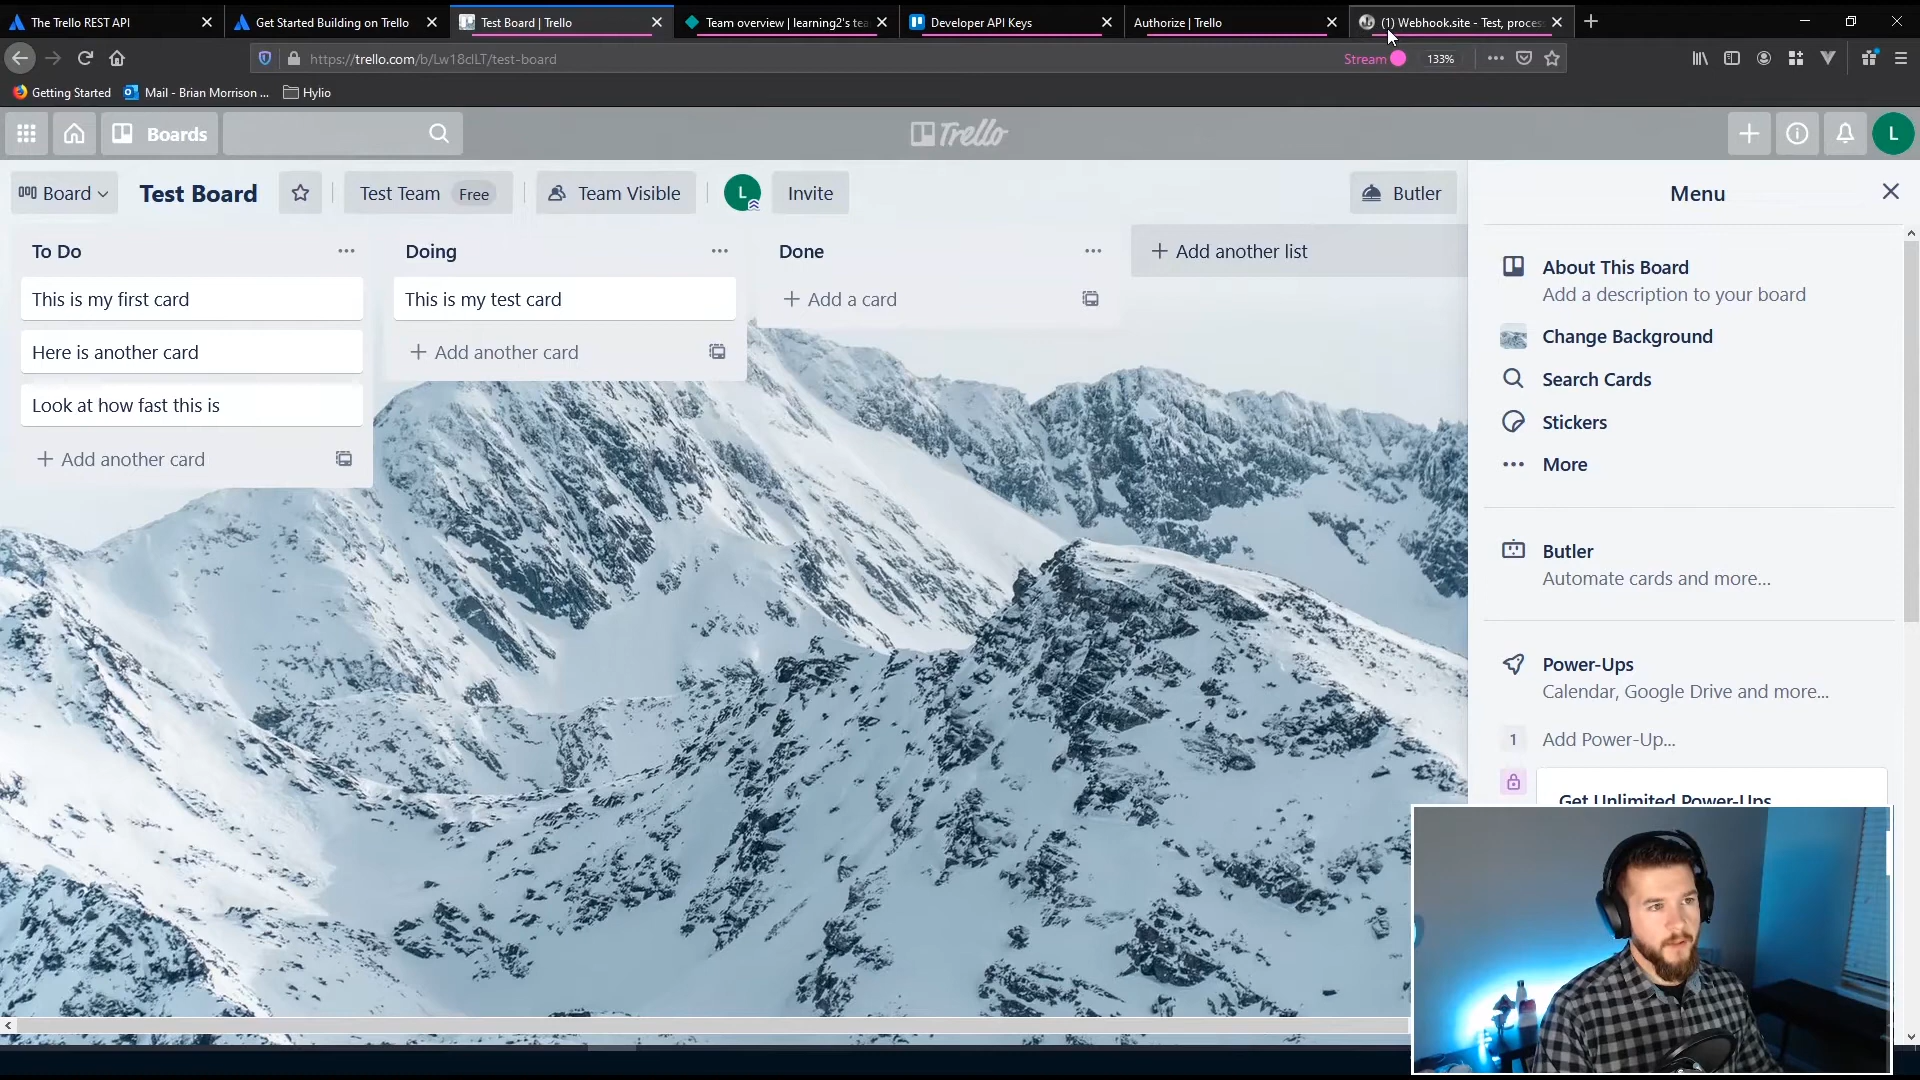 The Trello REST API
Get Started Building on Trello
Test Board | Trello
Team overview | learning2's tea
Developer API Keys
Authorize | Trello
(1) Webhook.site - Test, proces
https://trello.com/b/Lw18clLT/test-board
Stream
133%
Getting Started
Mail - Brian Morrison ...
Hylio
Boards
Trello
L
Board
Test Board
Test Team Free
Team Visible
L
Invite
Butler
Menu
To Do
This is my first card
Here is another card
Look at how fast this is
+ Add another card
Doing
This is my test card
+ Add another card
Done
+ Add a card
+ Add another list
About This Board
Add a description to your board
Change Background
Search Cards
Stickers
More
Butler
Automate cards and more...
Power-Ups
Calendar, Google Drive and more...
1 Add Power-Up...
Get Unlimited Power-Ups